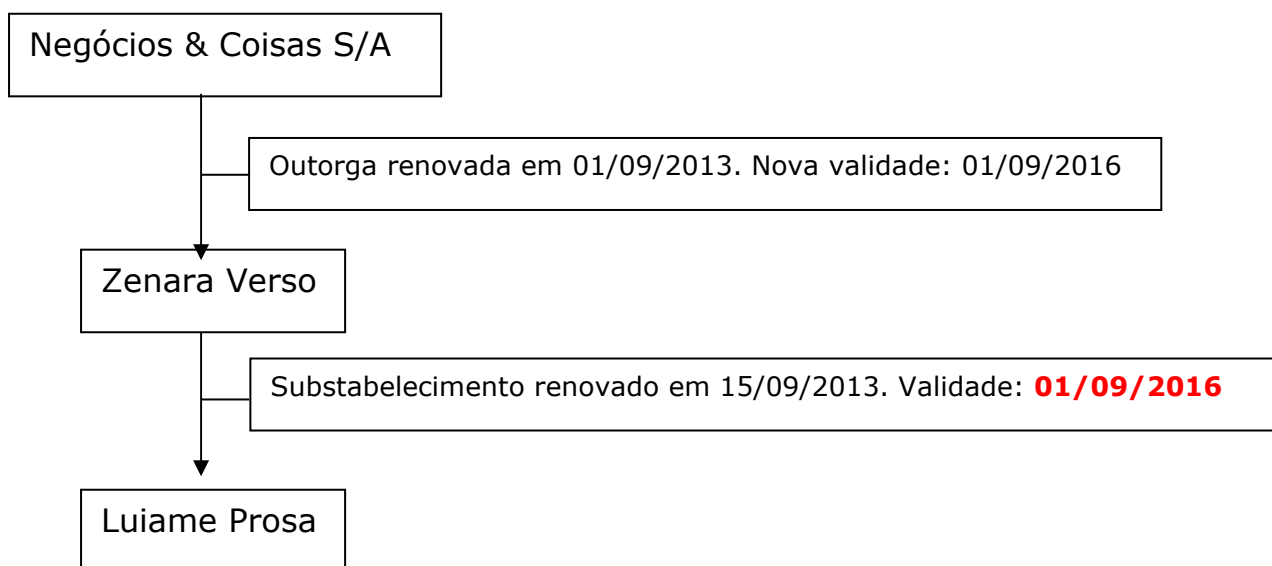 Negócios & Coisas S/A
Outorga renovada em 01/09/2013. Nova validade: 01/09/2016
Zenara Verso
Substabelecimento renovado em 15/09/2013. Validade: 01/09/2016
Luiame Prosa